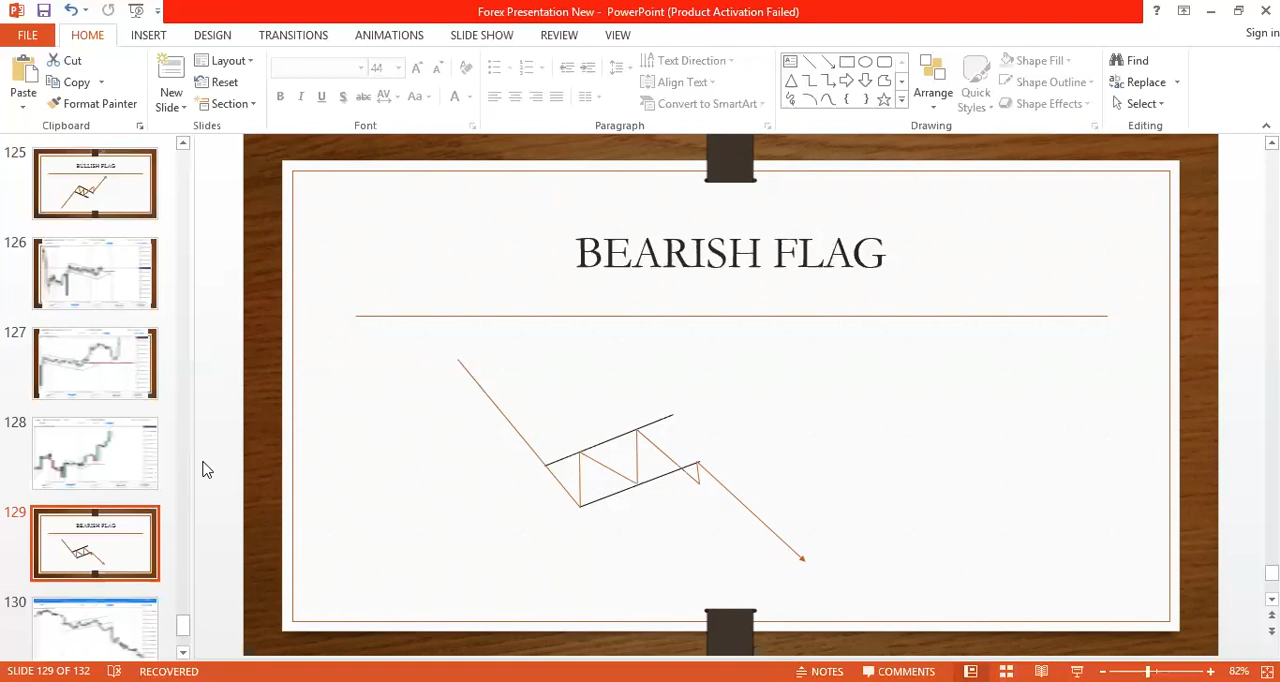 Forex Presentation New - PowerPoint (Product Activation Failed)
?
FILE HOME INSERT DESIGN TRANSITIONS ANIMATIONS SLIDE SHOW REVIEW VIEW
Sign in
Paste
Cut
Copy
Format Painter
Clipboard
New
Slide
Layout
Reset
Section
Slides
44
B I U S abc AV Aa A
Font
Text Direction
Align Text
Convert to SmartArt
Paragraph
Arrange
Quick
Styles
Shape Fill
Shape Outline
Shape Effects
Drawing
Find
Replace
Select
Editing
125
BULLISH FLAG
126
127
128
129
BEARISH FLAG
130
BEARISH FLAG
SLIDE 129 OF 132
RECOVERED
NOTES
COMMENTS
82%